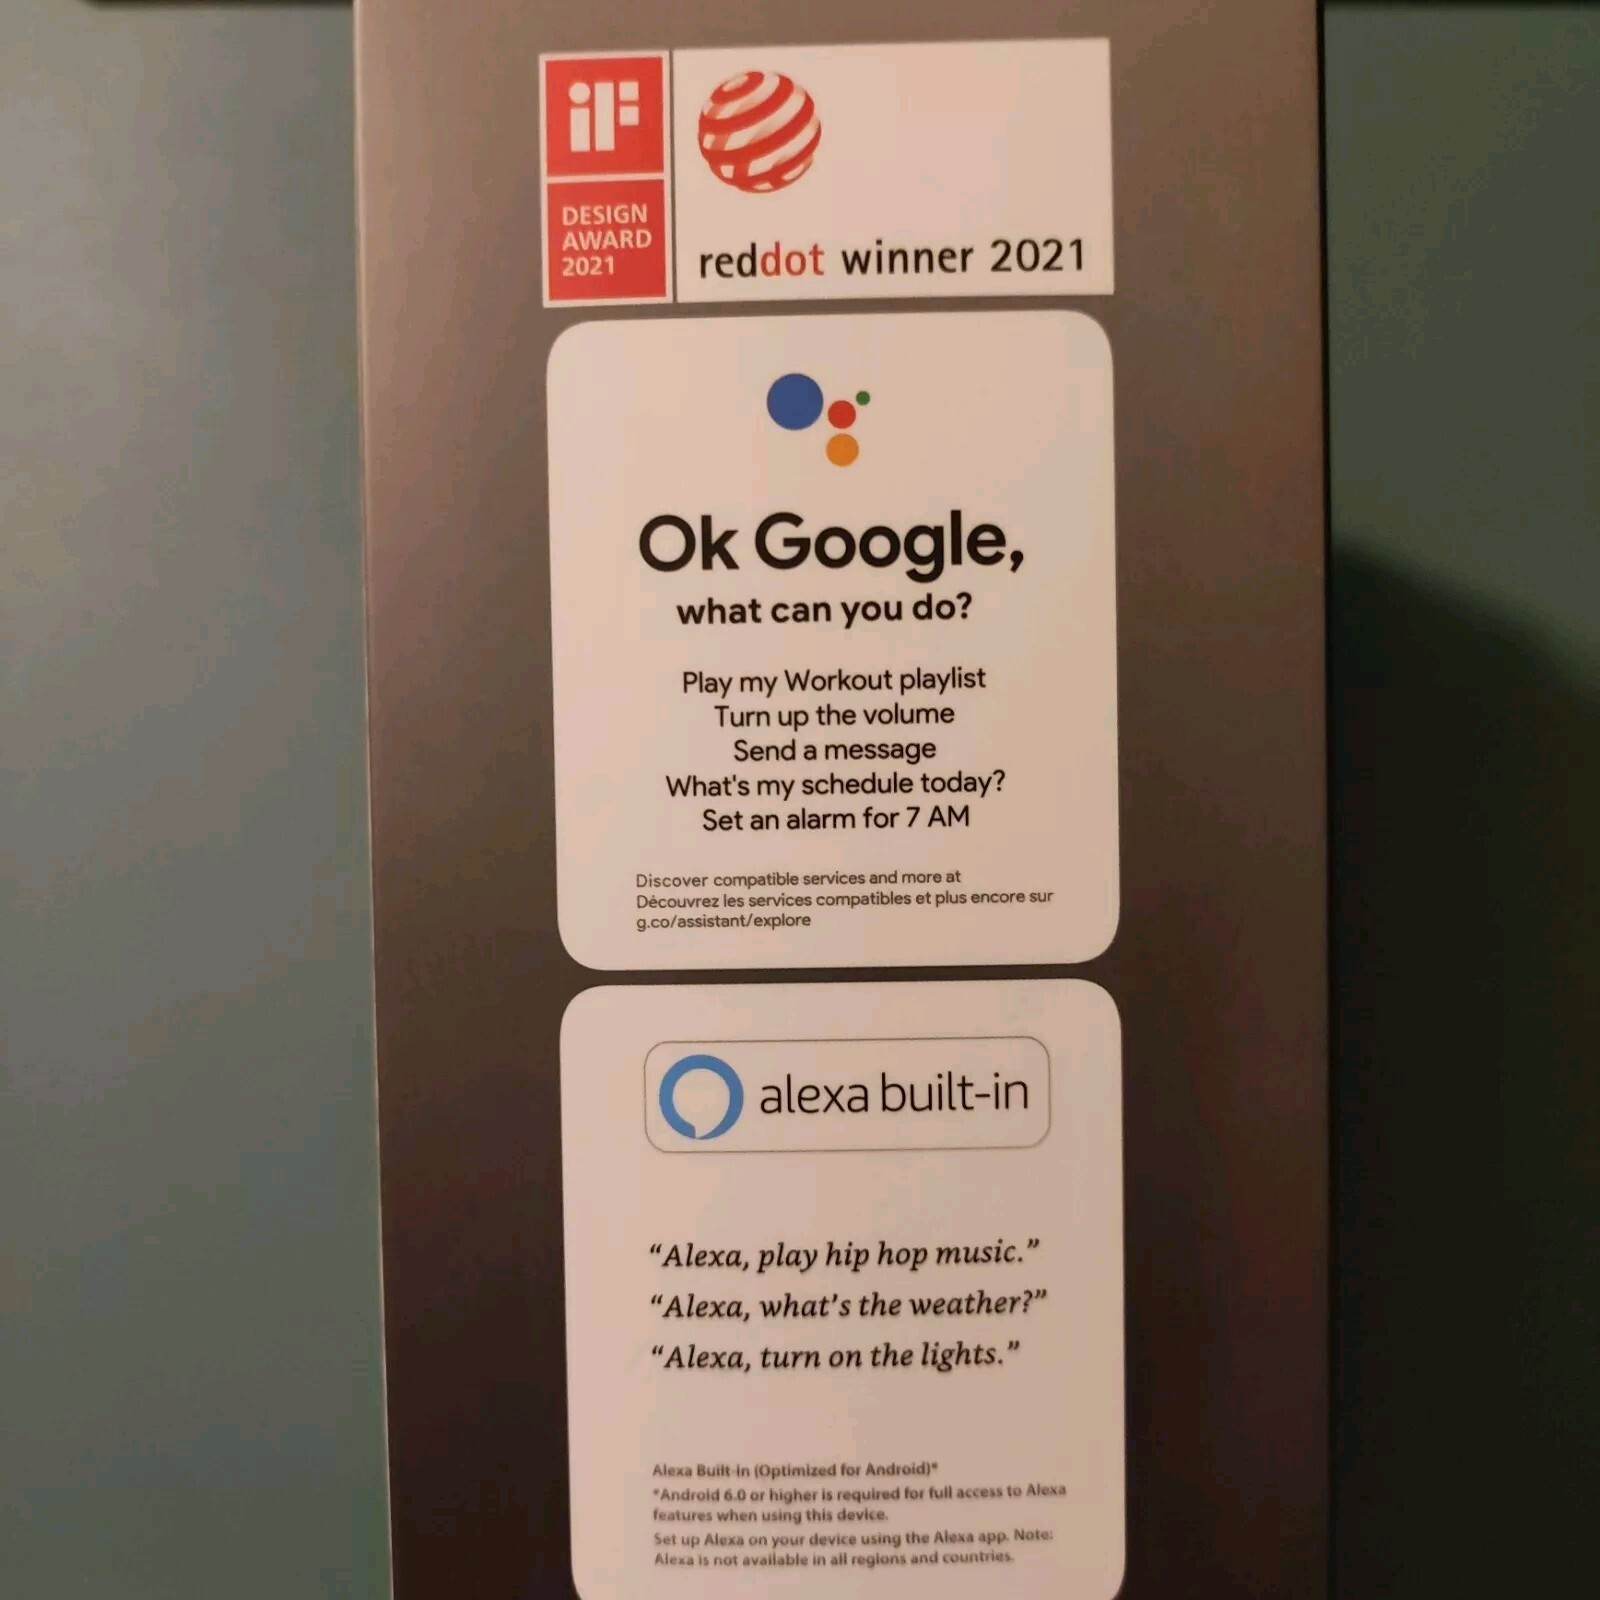 iF
DESIGN
AWARD
2021
reddot winner 2021
Ok Google,
what can you do?
Play my Workout playlist
Turn up the volume
Send a message
What's my schedule today?
Set an alarm for 7 AM
Discover compatible services and more at
Découvrez les services compatibles et plus encore sur
g.co/assistant/explore
alexa built-in
“Alexa, play hip hop music.”
“Alexa, what's the weather?”
“Alexa, turn on the lights.”
Alexa Built-in (Optimized for Android)*
*Android 6.0 or higher is required for full access to Alexa
features when using this device.
Set up Alexa on your device using the Alexa app. Note:
Alexa is not available in all regions and countries.